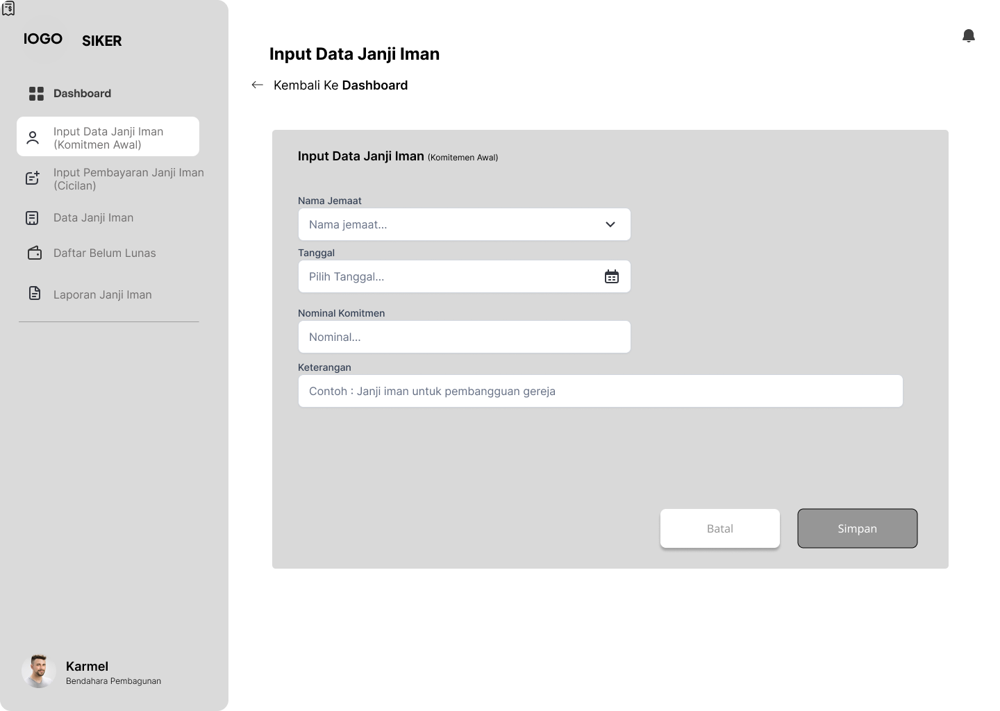 lOGO
SIKER
Dashboard
Input Data Janji Iman
(Komitmen Awal)
Input Pembayaran Janji Iman
(Cicilan)
Data Janji Iman
Daftar Belum Lunas
Laporan Janji Iman
Karmel
Bendahara Pembagunan
Input Data Janji Iman
Kembali Ke Dashboard
Input Data Janji Iman (Komitemen Awal)
Nama Jemaat
Nama jemaat...
Tanggal
Pilih Tanggal...
Nominal Komitmen
Nominal...
Keterangan
Contoh : Janji iman untuk pembangguan gereja
Batal
Simpan